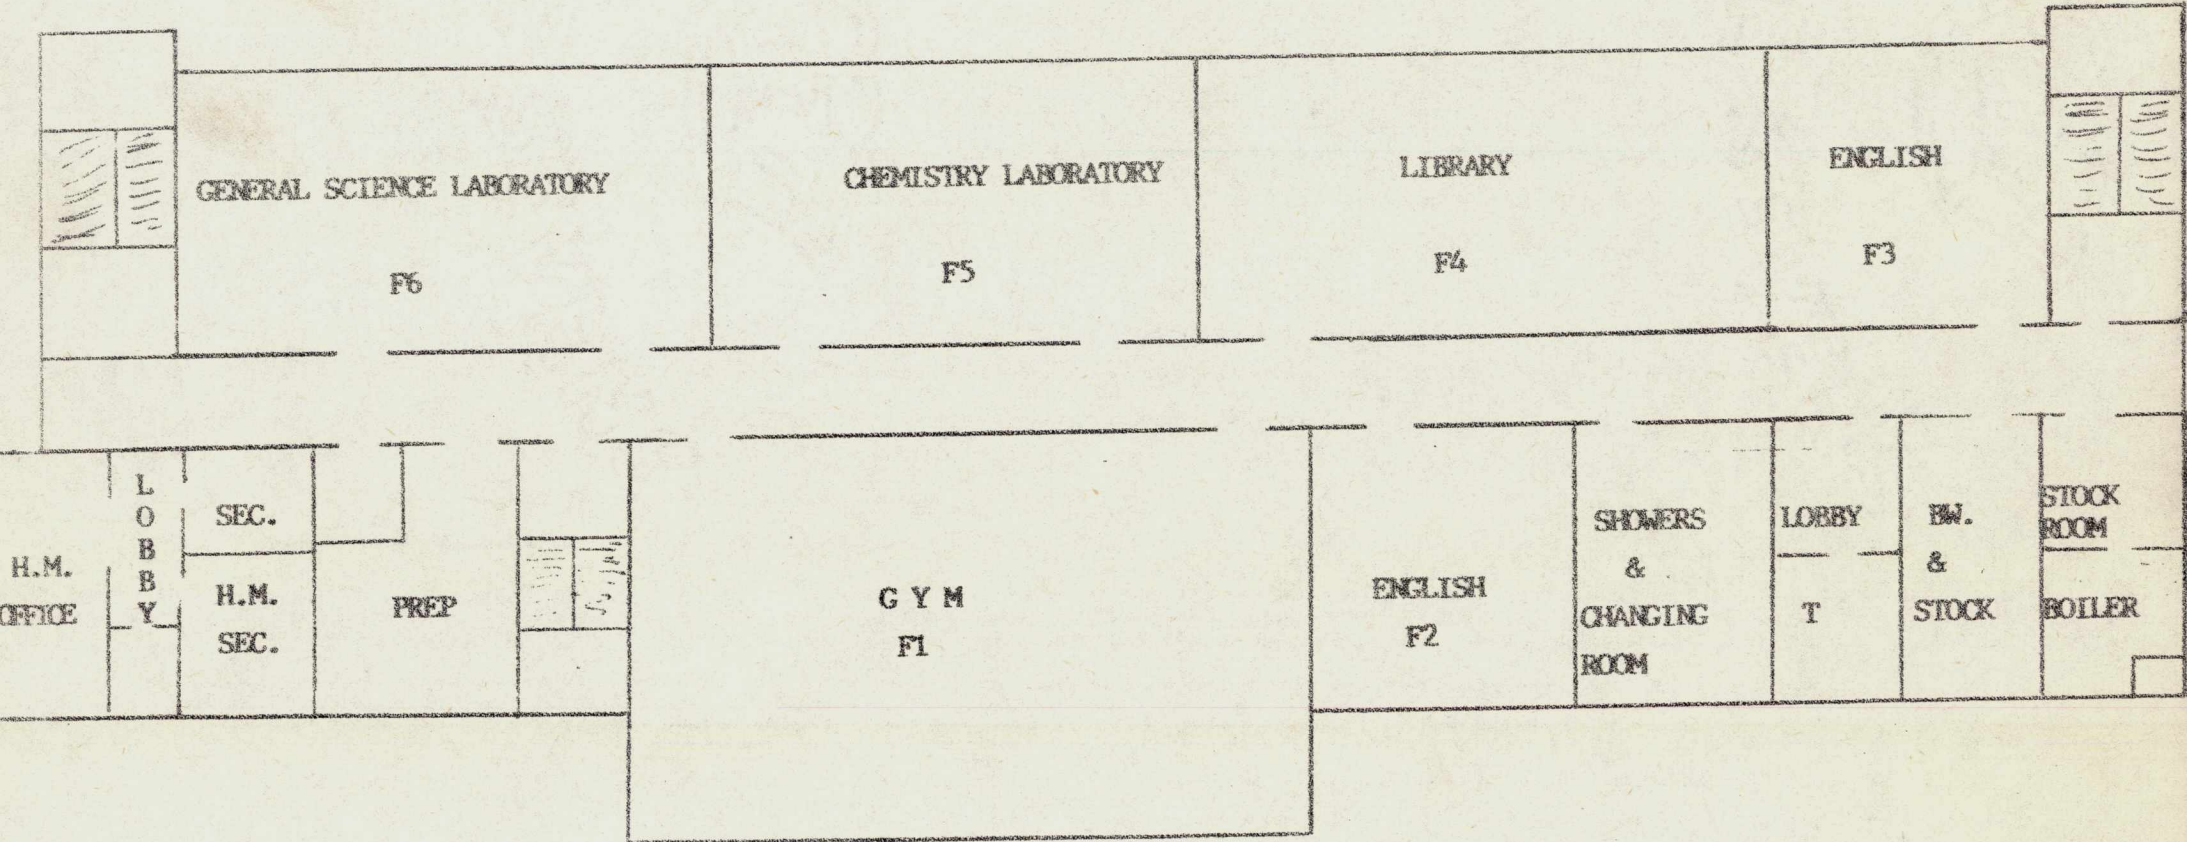 GENERAL SCIENCE LABORATORY
F6
CHEMISTRY LABORATORY
F5
LIBRARY
F4
ENGLISH
F3
H.M.
OFFICE
L
O
B
B
Y
SEC.
H.M.
SEC.
PREP
G Y M
F1
ENGLISH
F2
SHOWERS
&
CHANGING
ROOM
LOBBY
T
BW.
&
STOCK
STOCK
ROOM
BOILER